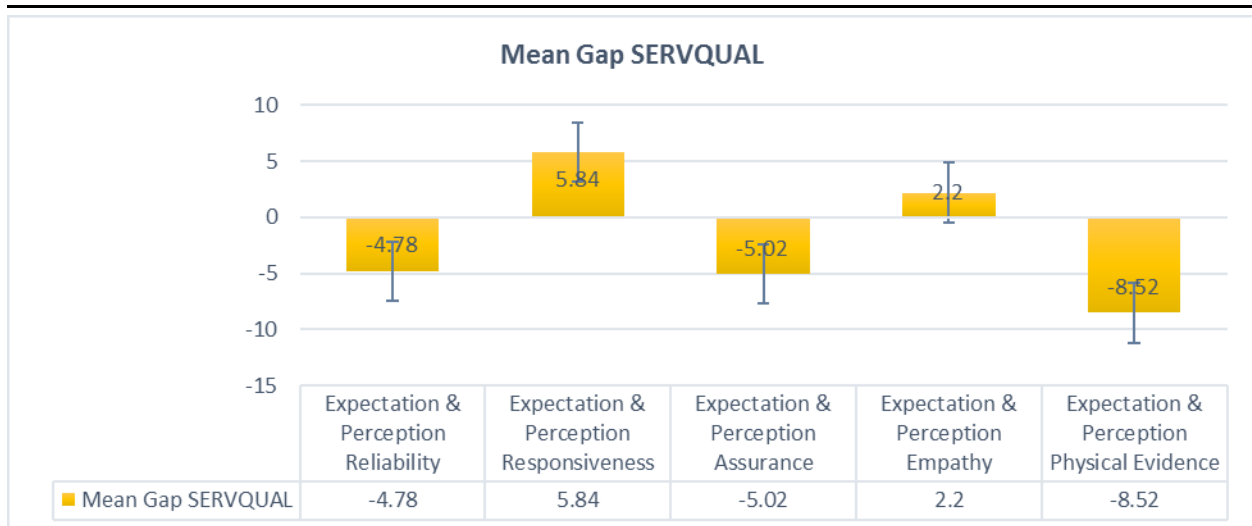 Mean Gap SERVQUAL
10
5
0
-5
-10
-15
-4.78
5.84
-5.02
2.2
-8.52
Expectation &
Perception
Reliability
Expectation &
Perception
Responsiveness
Expectation &
Perception
Assurance
Expectation &
Perception
Empathy
Expectation &
Perception
Physical Evidence
Mean Gap SERVQUAL -4.78 5.84 -5.02 2.2 -8.52